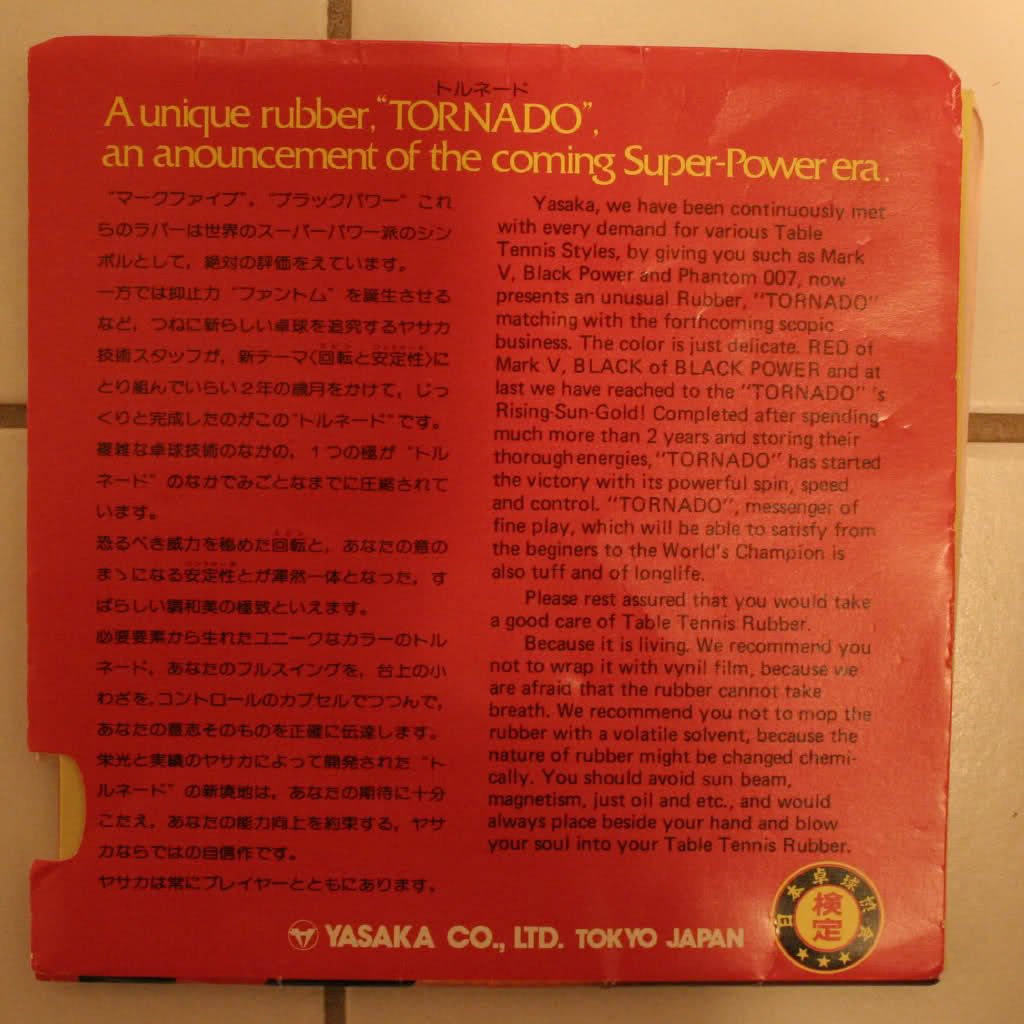 トルネード
A unique rubber, “TORNADO”,
an anouncement of the coming Super-Power era.
“マークファイブ”，“ブラックパワー” これ
らのラバーは世界のスーパーパワー派のシン
ボルとして，絶対の評価をえています。
一方では抑止力 “ファントム” を誕生させる
など，つねに新らしい卓球を追究するヤサカ
技術スタッフが，新テーマ〈回転と安定性〉に
とり組んでいらい２年の歳月をかけて，じっ
くりと完成したのがこの“トルネード”です。
複雑な卓球技術のなかの，１つの極が “トル
ネード” のなかでみごとなまでに圧縮されて
います。
恐るべき威力を秘めた回転と，あなたの意の
まゝになる安定性とが渾然一体となった，す
ばらしい調和美の極致といえます。
必要要素から生れたユニークなカラーのトル
ネード。あなたのフルスイングを，台上の小
わざを，コントロールのカプセルでつつんで，
あなたの意志そのものを正確に伝達します。
栄光と実績のヤサカによって開発された “ト
ルネード” の新境地は，あなたの期待に十分
こたえ，あなたの能力向上を約束する，ヤサ
カならではの自信作です。
ヤサカは常にプレイヤーとともにあります。
Yasaka, we have been continuously met
with every demand for various Table
Tennis Styles, by giving you such as Mark
V, Black Power and Phantom 007, now
presents an unusual Rubber, "TORNADO"
matching with the forthcoming scopic
business. The color is just delicate. RED of
Mark V, BLACK of BLACK POWER and at
last we have reached to the "TORNADO" 's
Rising-Sun-Gold! Completed after spending
much more than 2 years and storing their
thorough energies, "TORNADO" has started
the victory with its powerful spin, speed
and control. "TORNADO", messenger of
fine play, which will be able to satisfy from
the beginers to the World's Champion is
also tuff and of longlife.
Please rest assured that you would take
a good care of Table Tennis Rubber.
Because it is living. We recommend you
not to wrap it with vynil film, because we
are afraid that the rubber cannot take
breath. We recommend you not to mop the
rubber with a volatile solvent, because the
nature of rubber might be changed chemi-
cally. You should avoid sun beam,
magnetism, just oil and etc., and would
always place beside your hand and blow
your soul into your Table Tennis Rubber.
日本卓球協会
検定
YASAKA CO., LTD. TOKYO JAPAN